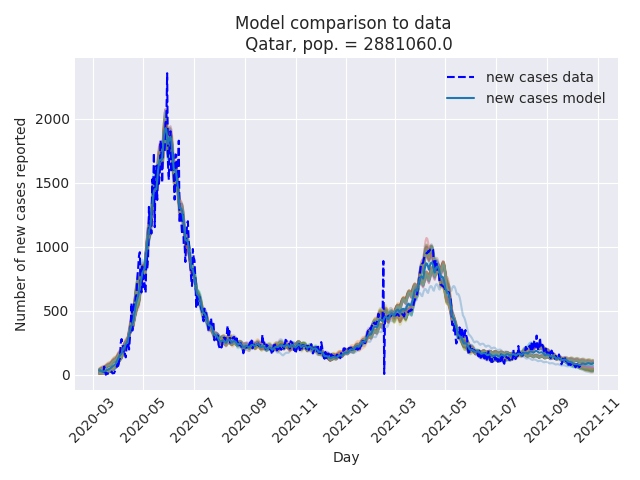 Model comparison to data
Qatar, pop. = 2881060.0
new cases data
new cases model
Number of new cases reported
2000
1500
1000
500
0
2020-03
2020-05
2020-07
2020-09
2020-11
2021-01
2021-03
2021-05
2021-07
2021-09
2021-11
Day